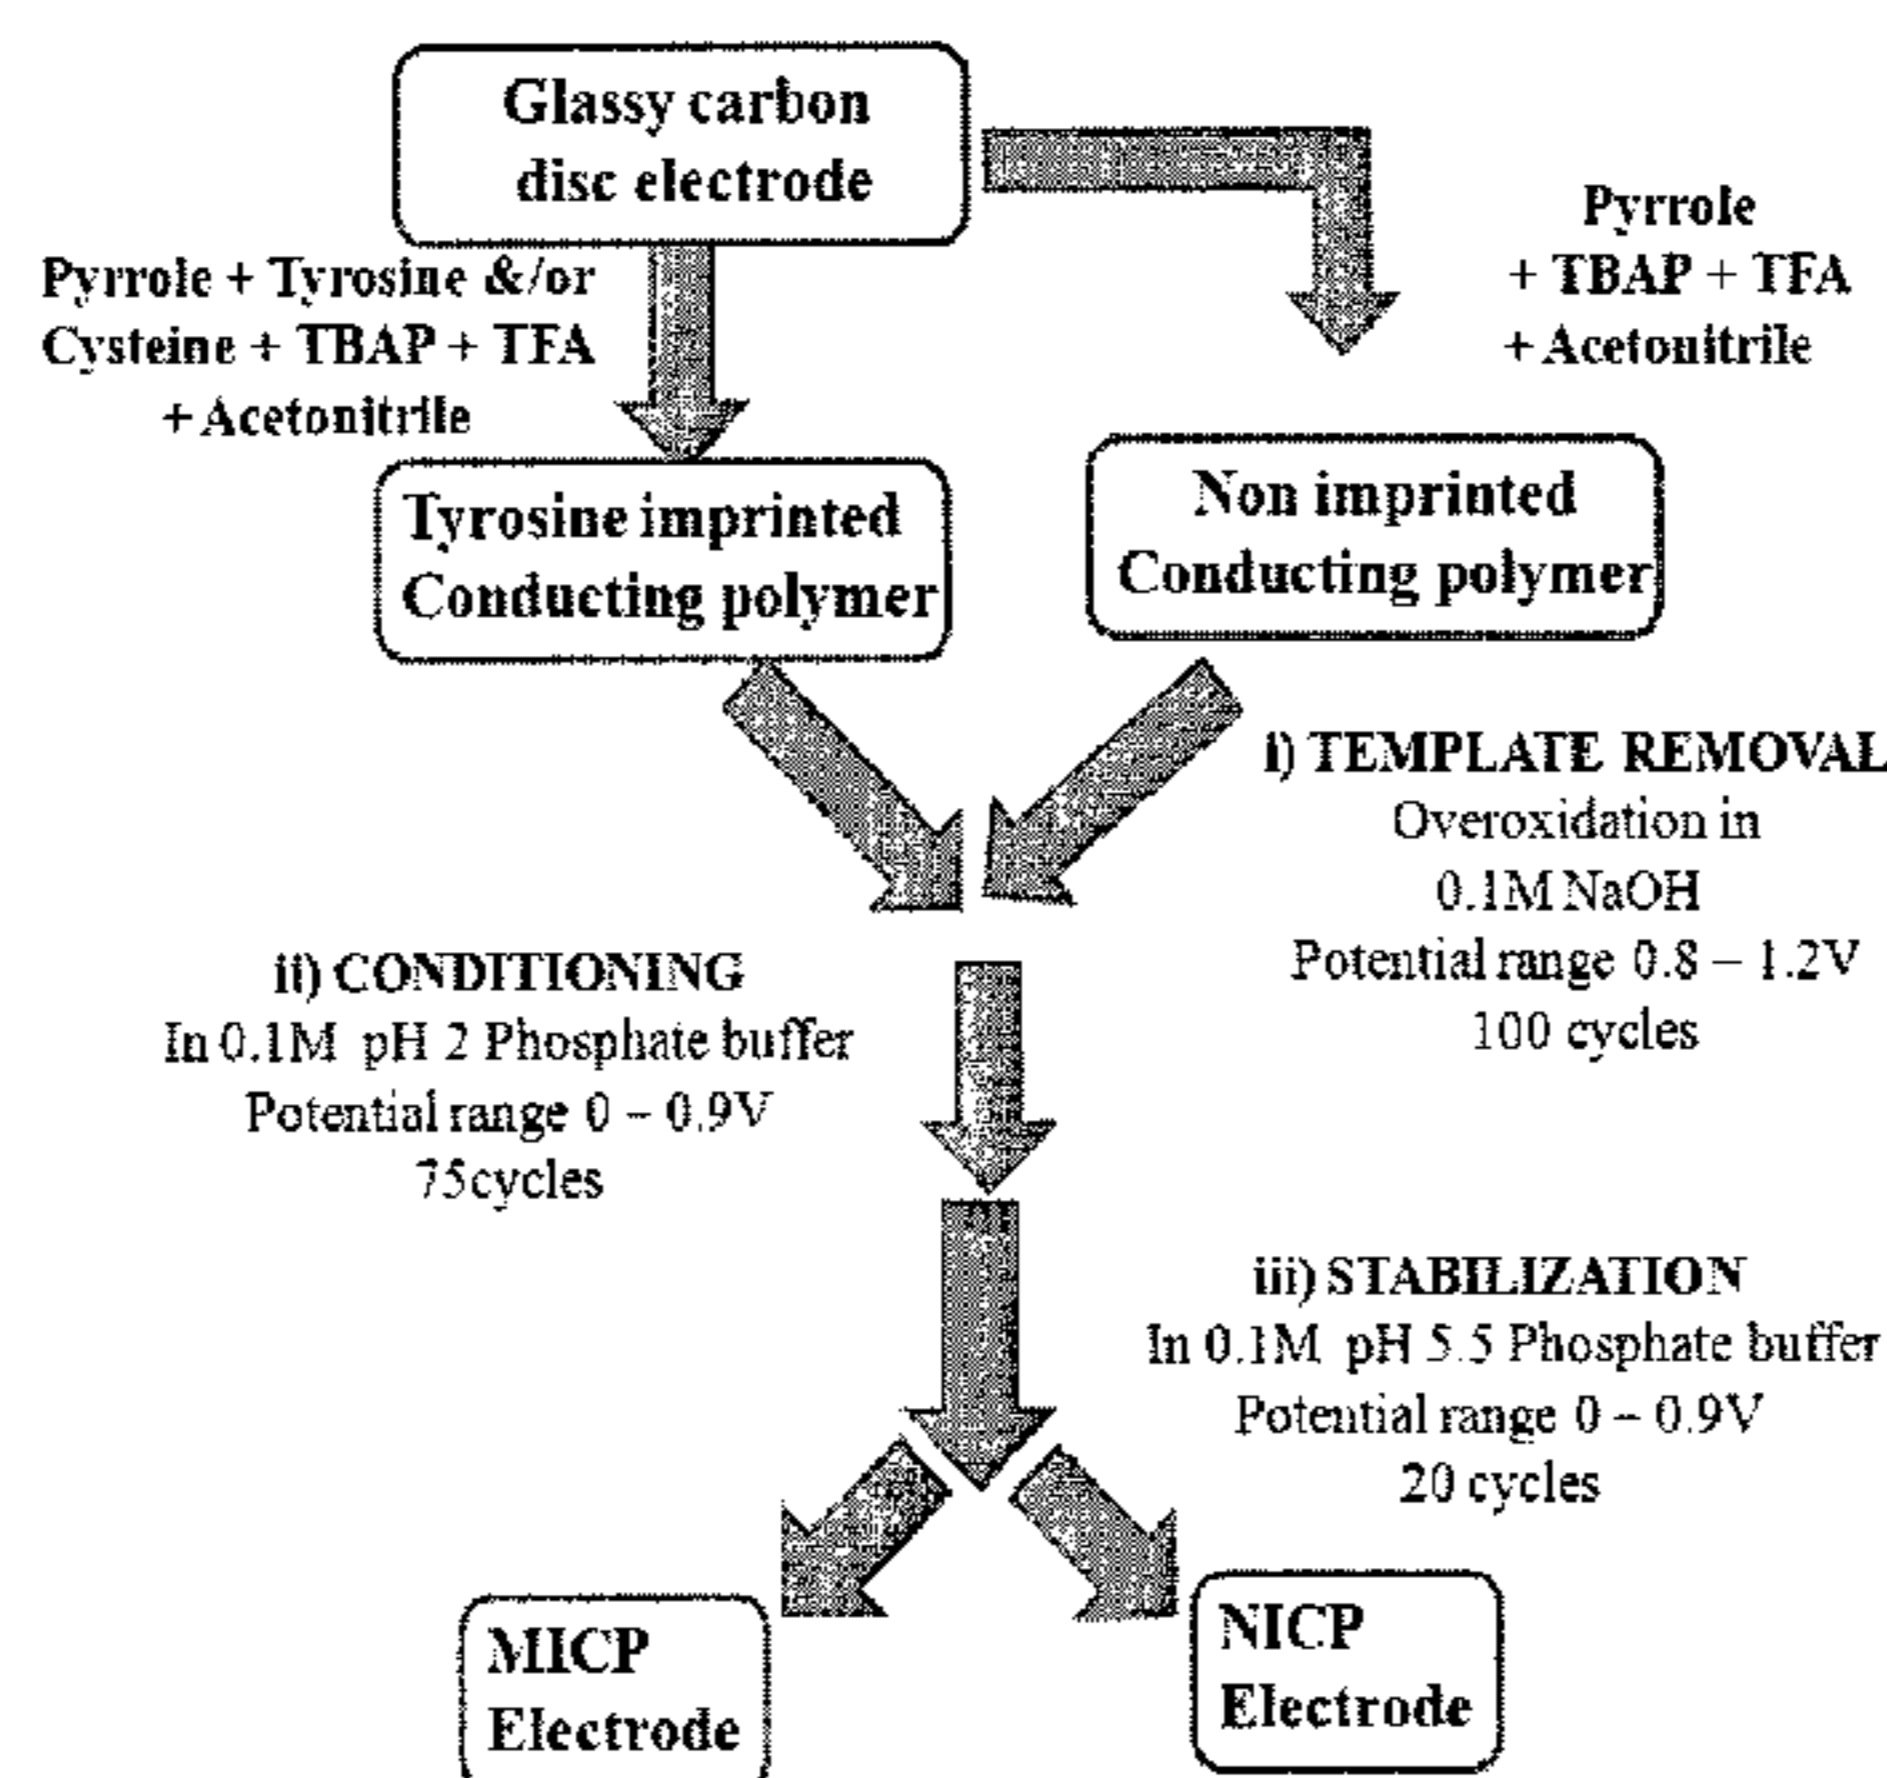 Glassy carbon
disc electrode
Pyrrole + Tyrosine &/or
Cysteine + TBAP + TFA
+ Acetonitrile
Pyrrole
+ TBAP + TFA
+ Acetonitrile
Tyrosine imprinted
Conducting polymer
Non imprinted
Conducting polymer
i) TEMPLATE REMOVAL
Overoxidation in
0.1M NaOH
Potential range 0.8 – 1.2V
100 cycles
ii) CONDITIONING
In 0.1M pH 2 Phosphate buffer
Potential range 0 – 0.9V
75cycles
iii) STABILIZATION
In 0.1M pH 5.5 Phosphate buffer
Potential range 0 – 0.9V
20 cycles
MICP
Electrode
NICP
Electrode